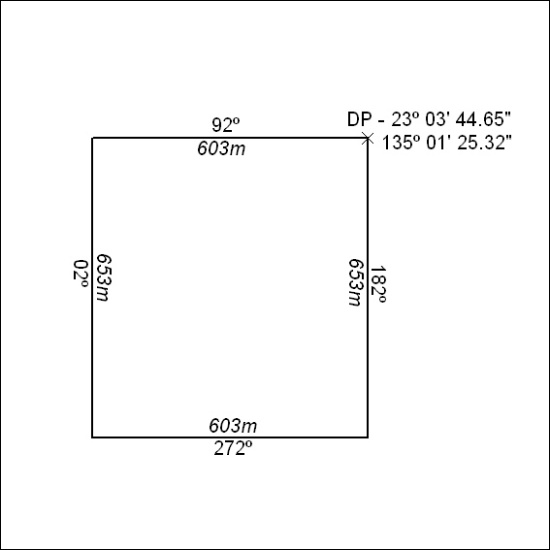 92º
603m
DP - 23º 03' 44.65"
135º 01' 25.32"
02º
653m
653m
182º
603m
272º